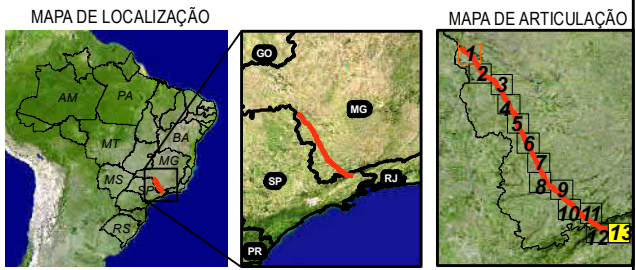 MAPA DE LOCALIZAÇÃO
AM
PA
MT
BA
MG
MS
SP
RS
GO
MG
SP
RJ
PR
MAPA DE ARTICULAÇÃO
1
2
3
4
5
6
7
8
9
10
11
12
13